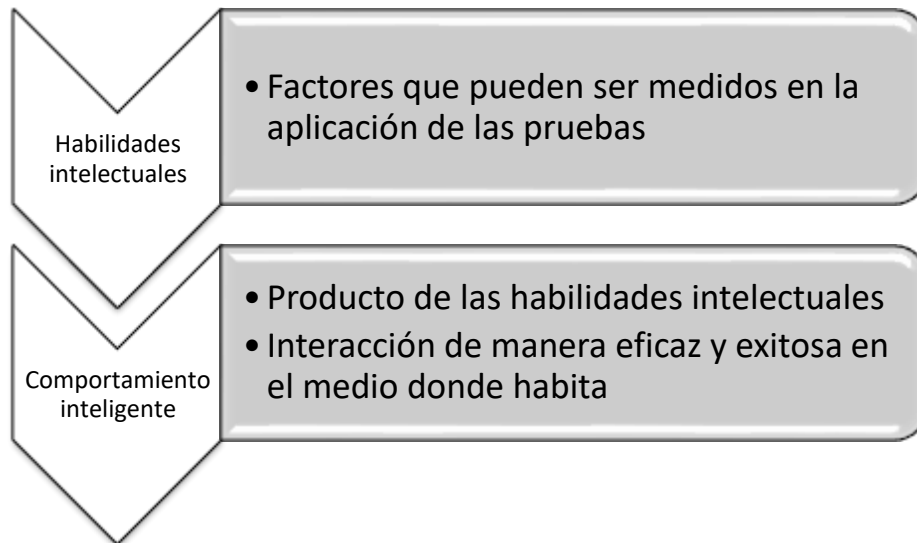 Habilidades
intelectuales
• Factores que pueden ser medidos en la
aplicación de las pruebas
Comportamiento
inteligente
• Producto de las habilidades intelectuales
• Interacción de manera eficaz y exitosa en
el medio donde habita